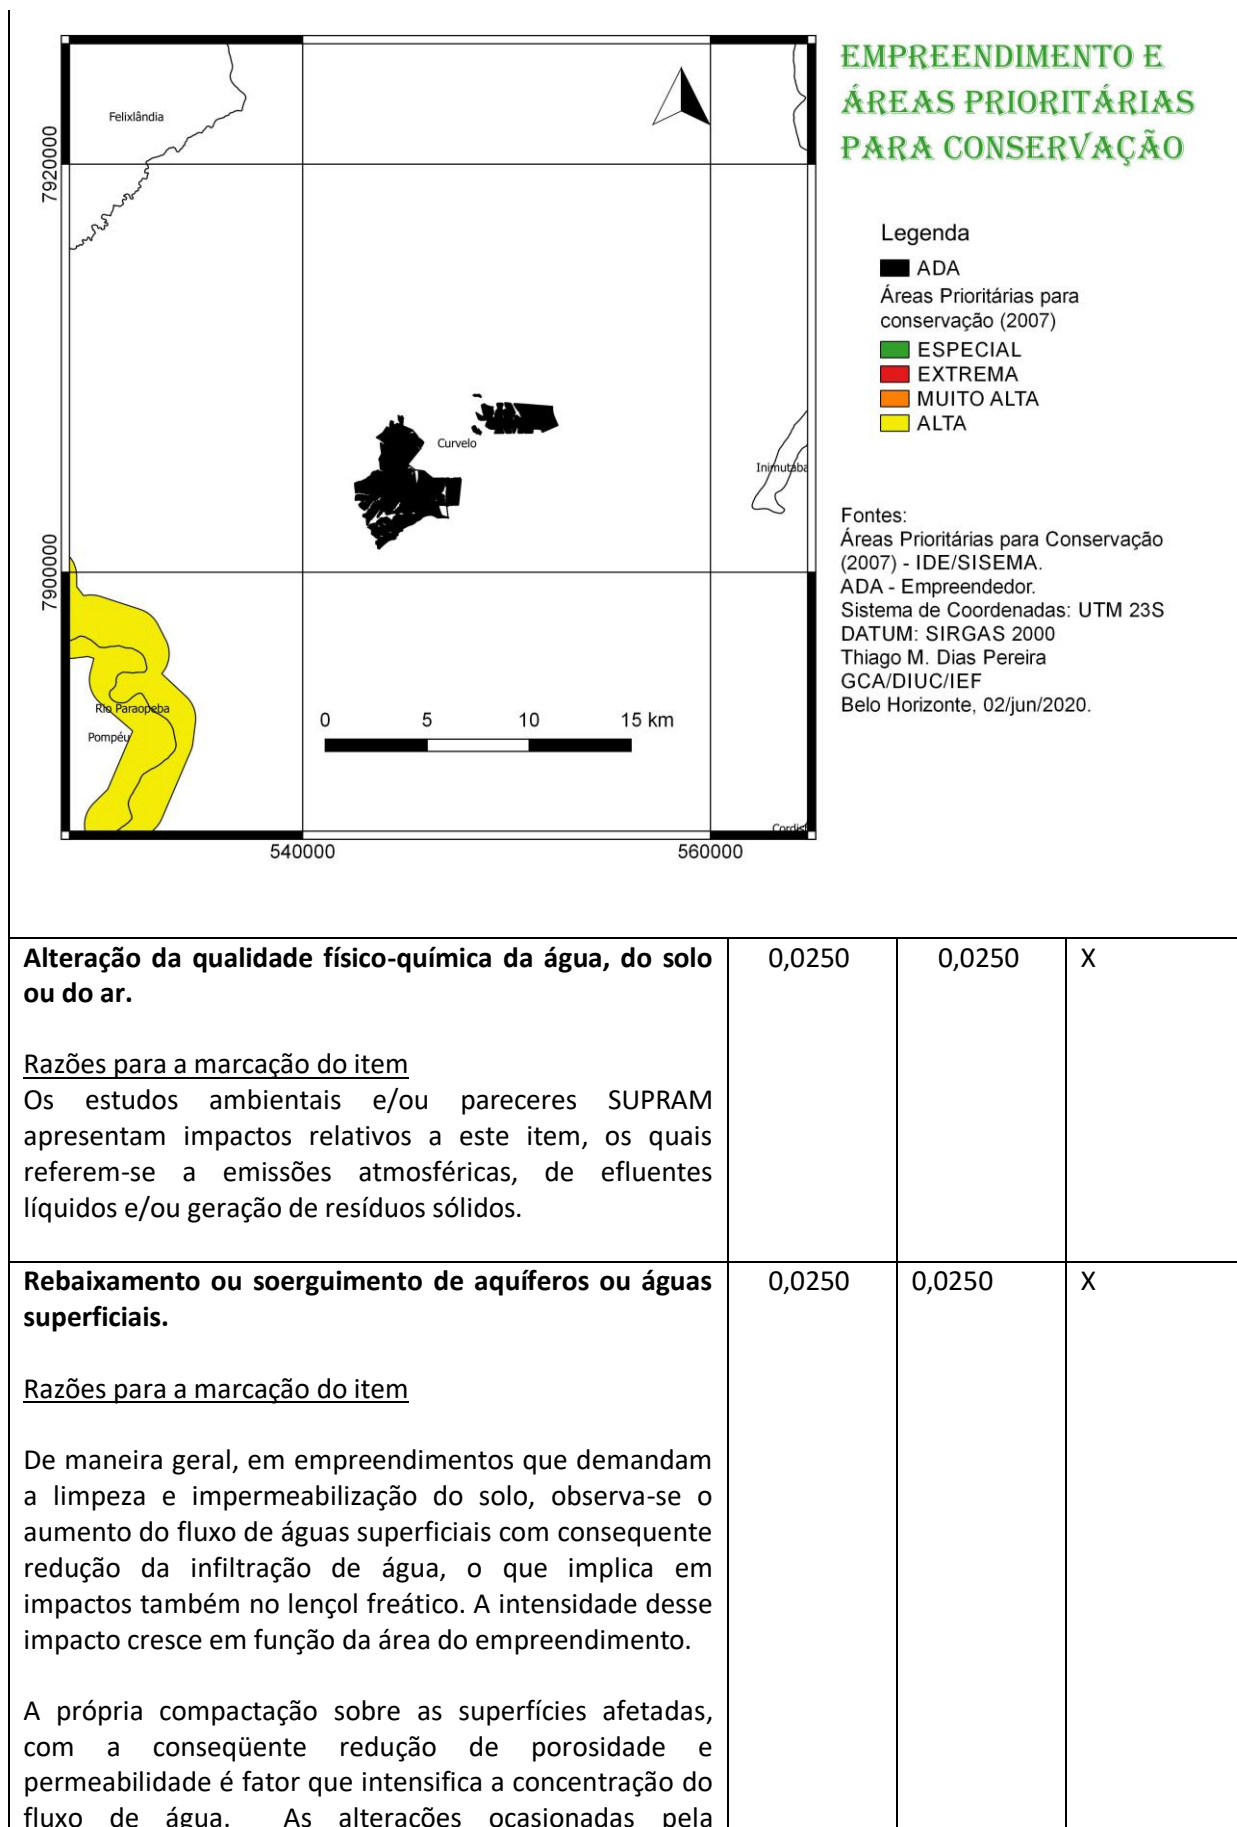 EMPREENDIMENTO E
ÁREAS PRIORITÁRIAS
PARA CONSERVAÇÃO
Felixlândia
7920000
Curvelo
Inimutaba
7900000
Rio Paraopeba
Pompéu
0 5 10 15 km
Cordis
540000 560000
Legenda
ADA
Áreas Prioritárias para
conservação (2007)
ESPECIAL
EXTREMA
MUITO ALTA
ALTA
Fontes:
Áreas Prioritárias para Conservação
(2007) - IDE/SISEMA.
ADA - Empreendedor.
Sistema de Coordenadas: UTM 23S
DATUM: SIRGAS 2000
Thiago M. Dias Pereira
GCA/DIUC/IEF
Belo Horizonte, 02/jun/2020.
Alteração da qualidade físico-química da água, do solo 0,0250 0,0250 X
ou do ar.
Razões para a marcação do item
Os estudos ambientais e/ou pareceres SUPRAM
apresentam impactos relativos a este item, os quais
referem-se a emissões atmosféricas, de efluentes
líquidos e/ou geração de resíduos sólidos.
Rebaixamento ou soerguimento de aquíferos ou águas 0,0250 0,0250 X
superficiais.
Razões para a marcação do item
De maneira geral, em empreendimentos que demandam
a limpeza e impermeabilização do solo, observa-se o
aumento do fluxo de águas superficiais com consequente
redução da infiltração de água, o que implica em
impactos também no lençol freático. A intensidade desse
impacto cresce em função da área do empreendimento.
A própria compactação sobre as superfícies afetadas,
com a conseqüente redução de porosidade e
permeabilidade é fator que intensifica a concentração do
fluxo de água. As alterações ocasionadas pela